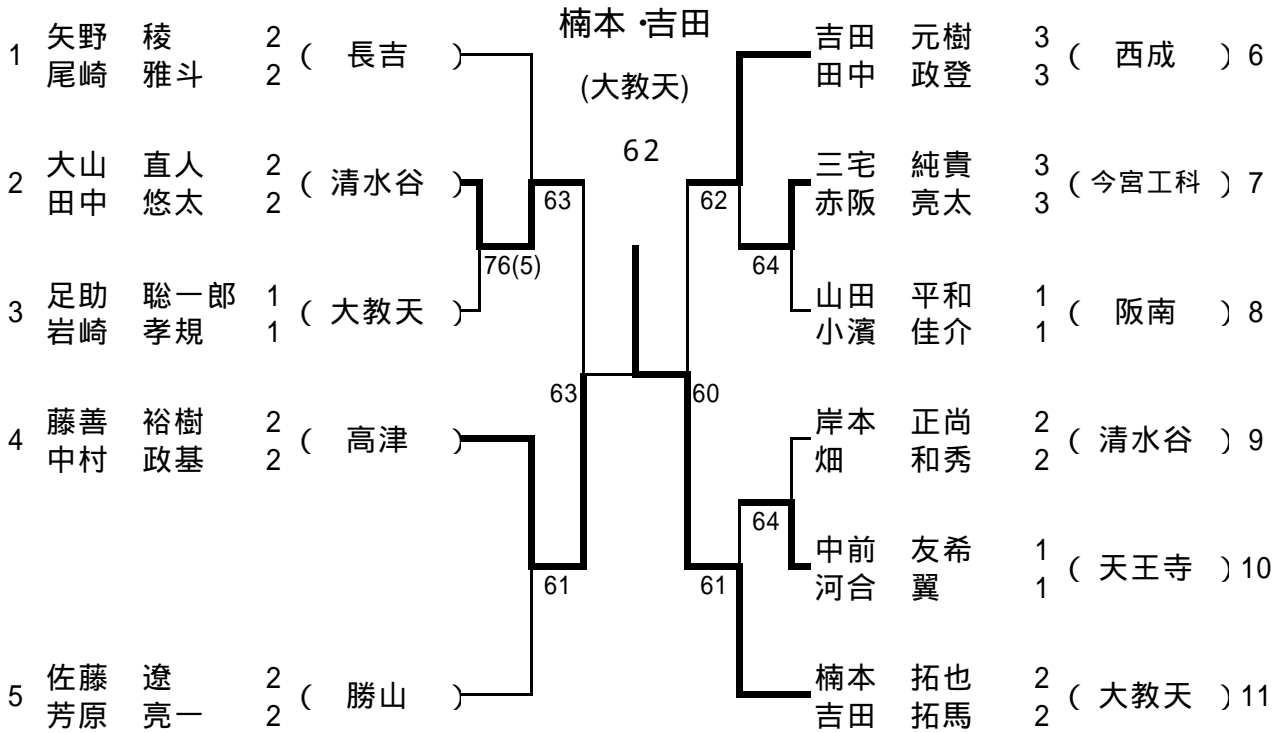 楠本・吉田
(大教天)
62
1 矢野 稜 2 ( 長吉 )
尾崎 雅斗 2
2 大山 直人 2 ( 清水谷 )
田中 悠太 2
3 足助 聡一郎 1 ( 大教天 )
岩崎 孝規 1
4 藤善 裕樹 2 ( 高津 )
中村 政基 2
5 佐藤 遼 2 ( 勝山 )
芳原 亮一 2
63
76(5)
63
61
吉田 元樹 3 ( 西成 ) 6
田中 政登 3
三宅 純貴 3 ( 今宮工科 ) 7
赤阪 亮太 3
山田 平和 1 ( 阪南 ) 8
小濱 佳介 1
岸本 正尚 2 ( 清水谷 ) 9
畑 和秀 2
中前 友希 1 ( 天王寺 ) 10
河合 翼 1
楠本 拓也 2 ( 大教天 ) 11
吉田 拓馬 2
62
64
60
64
61